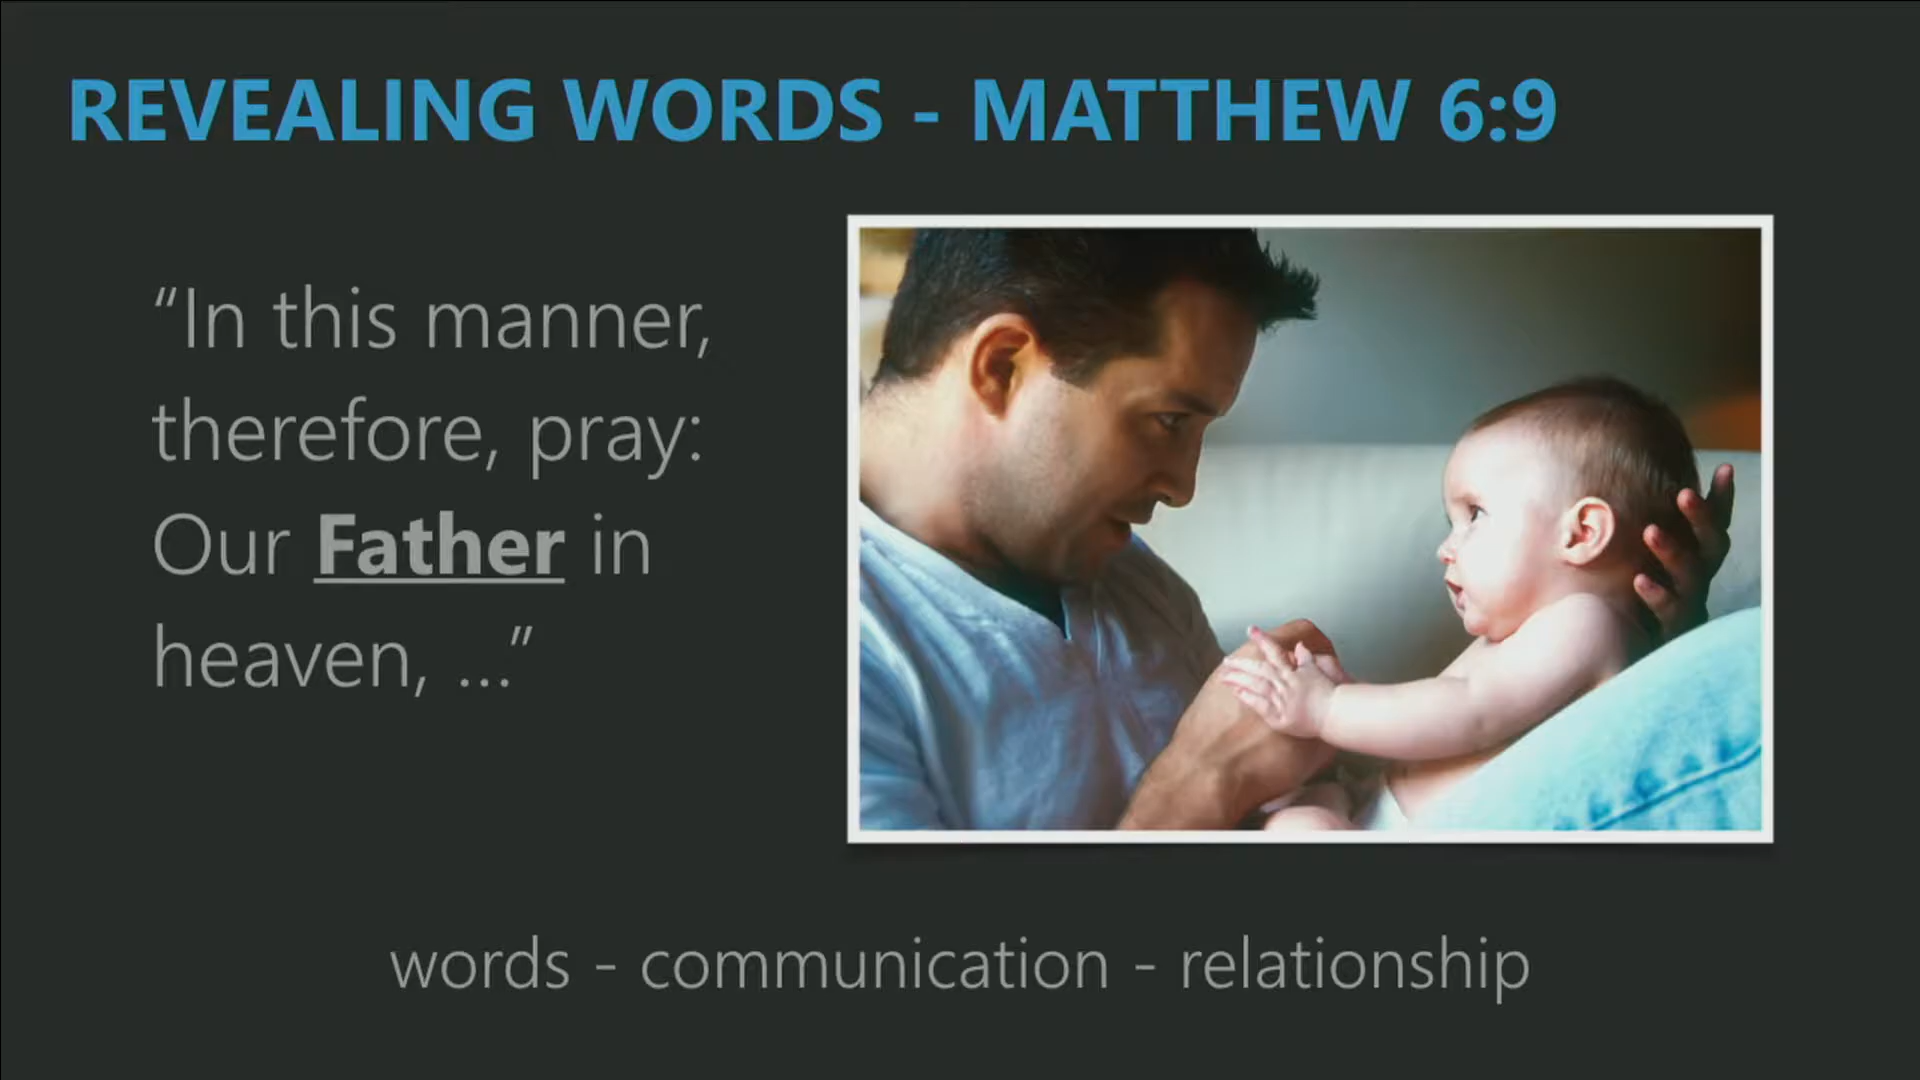 REVEALING WORDS - MATTHEW 6:9
“In this manner,
therefore, pray:
Our Father in
heaven, ...”
words - communication - relationship